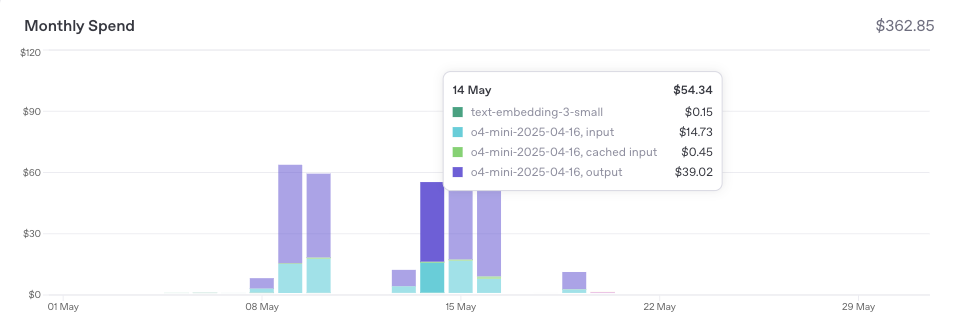 Monthly Spend $362.85
$120
14 May $54.34
$90
text-embedding-3-small $0.15
o4-mini-2025-04-16, input $14.73
o4-mini-2025-04-16, cached input $0.45
$60
o4-mini-2025-04-16, output $39.02
$30
$0
01 May 08 May 15 May 22 May 29 May